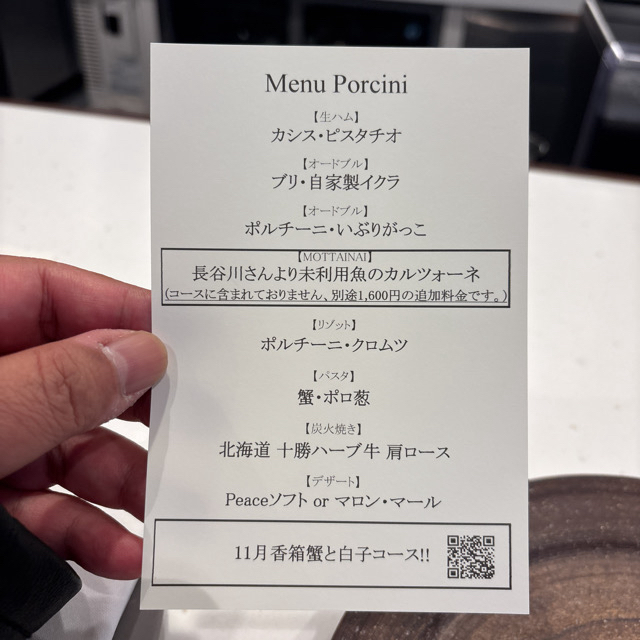 Menu Porcini
【生ハム】
カシス・ピスタチオ
【オードブル】
ブリ・自家製イクラ
【オードブル】
ポルチーニ・いぶりがっこ
【MOTTAINAI】
長谷川さんより未利用魚のカルツォーネ
(コースに含まれておりません、別途1,600円の追加料金です。)
【リゾット】
ポルチーニ・クロムツ
【パスタ】
蟹・ポロ葱
【炭火焼き】
北海道 十勝ハーブ牛 肩ロース
【デザート】
Peaceソフト or マロン・マール
11月香箱蟹と白子コース!!